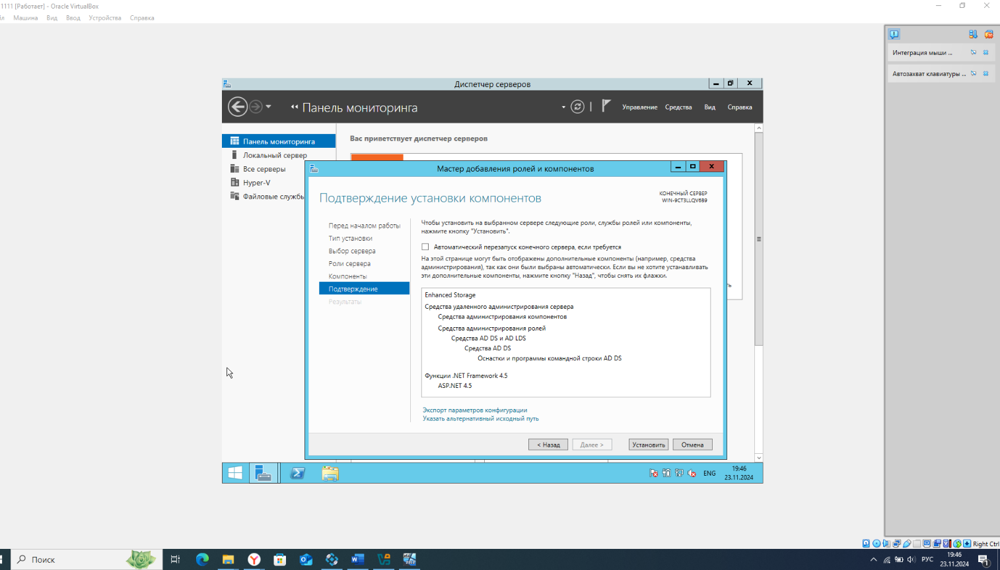 1111 [Работает] - Oracle VirtualBox
Машина Вид Ввод Устройства Справка
Интеграция мыши ...
Автозахват клавиатуры ...
Диспетчер серверов
Панель мониторинга
Управление Средства Вид Справка
Панель мониторинга
Локальный сервер
Все серверы
Hyper-V
Файловые службы
Вас приветствует диспетчер серверов
Мастер добавления ролей и компонентов
Подтверждение установки компонентов
КОНЕЧНЫЙ СЕРВЕР
WIN-9CT3LLQV6B9
Перед началом работы
Тип установки
Выбор сервера
Роли сервера
Компоненты
Подтверждение
Результаты
Чтобы установить на выбранном сервере следующие роли, службы ролей или компоненты,
нажмите кнопку "Установить".
Автоматический перезапуск конечного сервера, если требуется
На этой странице могут быть отображены дополнительные компоненты (например, средства
администрирования), так как они были выбраны автоматически. Если вы не хотите устанавливать
эти дополнительные компоненты, нажмите кнопку "Назад", чтобы снять их флажки.
Enhanced Storage
Средства удаленного администрирования сервера
Средства администрирования компонентов
Средства администрирования ролей
Средства AD DS и AD LDS
Средства AD DS
Оснастки и программы командной строки AD DS
Функции .NET Framework 4.5
ASP.NET 4.5
Экспорт параметров конфигурации
Указать альтернативный исходный путь
< Назад Далее > Установить Отмена
ENG
19:46
23.11.2024
Right Ctrl
Поиск
РУС
19:46
23.11.2024